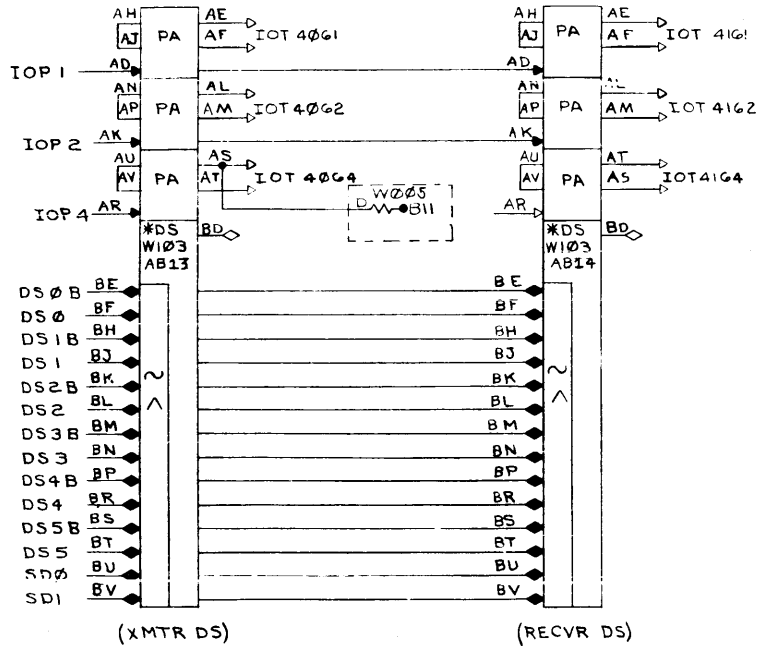 AH AE AH AE
AJ PA AF IOT 4Ø61 AJ PA AF IOT 4161
IOP 1 AD AD
AN AL AN AL
AP PA AM IOT 4Ø62 AP PA AM IOT 4162
IOP 2 AK AK
AU AS AU AT
AV PA AT IOT 4Ø64 AV PA AS IOT 4164
W005
D B11
IOP 4 AR AR
*DS BD *DS BD
W1Ø3 W1Ø3
AB13 AB14
DSØB BE BE
DSØ BF BF
DS1B BH BH
DS1 BJ BJ
DS2B BK BK
DS2 BL BL
DS3B BM BM
DS3 BN BN
DS4B BP BP
DS4 BR BR
DS5B BS BS
DS5 BT BT
SDØ BU BU
SD1 BV BV
(XMTR DS) (RECVR DS)